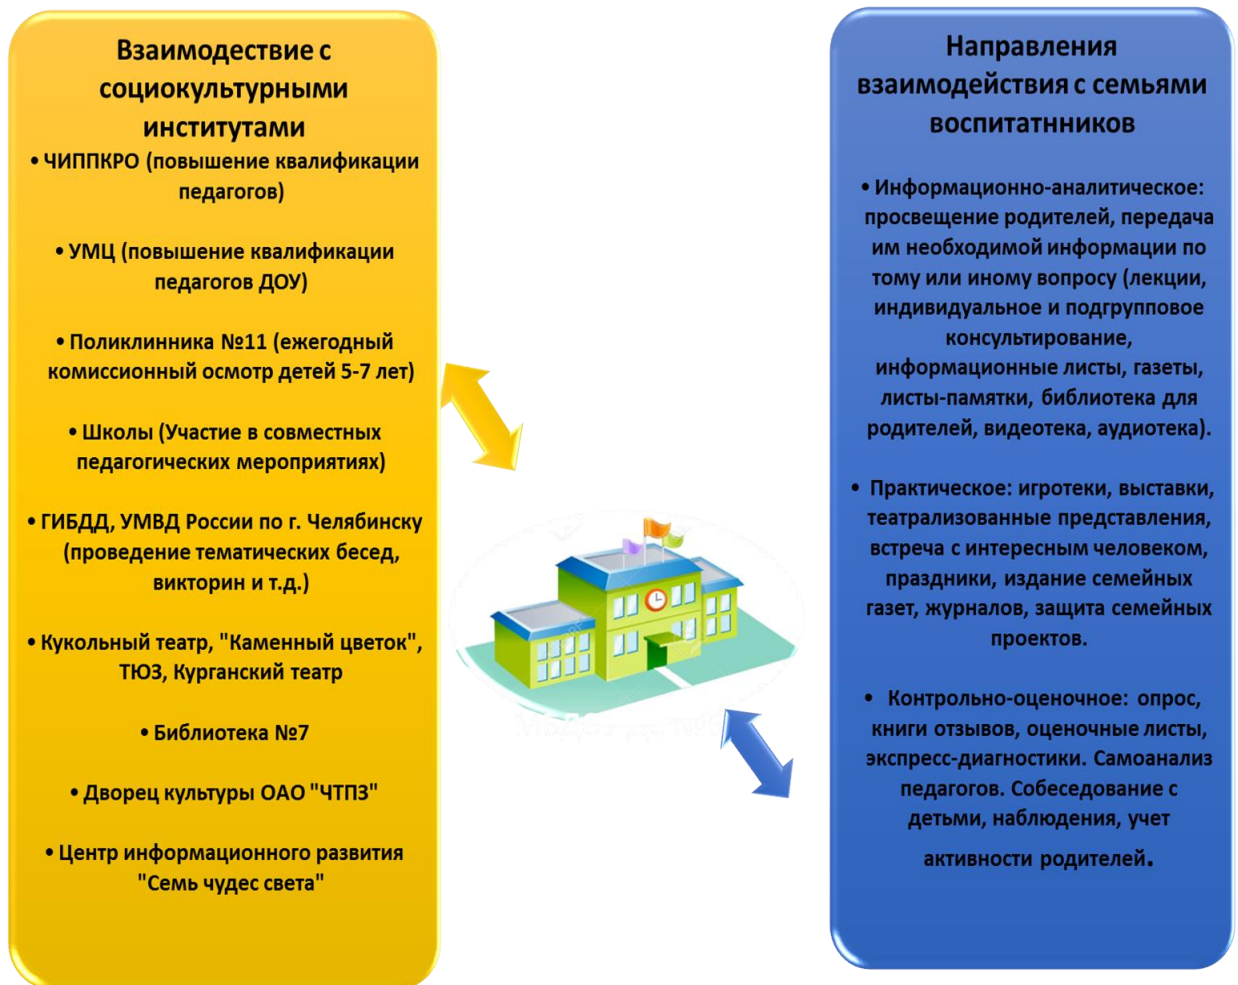 Взаимодествие с
социокультурными
институтами
• ЧИППКРО (повышение квалификации
педагогов)
• УМЦ (повышение квалификации
педагогов ДОУ)
• Поликлинника №11 (ежегодный
комиссионный осмотр детей 5-7 лет)
• Школы (Участие в совместных
педагогических мероприятиях)
• ГИБДД, УМВД России по г. Челябинску
(проведение тематических бесед,
викторин и т.д.)
• Кукольный театр, "Каменный цветок",
ТЮЗ, Курганский театр
• Библиотека №7
• Дворец культуры ОАО "ЧТПЗ"
• Центр информационного развития
"Семь чудес света"
Направления
взаимодействия с семьями
воспитатнников
• Информационно-аналитическое:
просвещение родителей, передача
им необходимой информации по
тому или иному вопросу (лекции,
индивидуальное и подгрупповое
консультирование,
информационные листы, газеты,
листы-памятки, библиотека для
родителей, видеотека, аудиотека).
• Практическое: игротеки, выставки,
театрализованные представления,
встреча с интересным человеком,
праздники, издание семейных
газет, журналов, защита семейных
проектов.
• Контрольно-оценочное: опрос,
книги отзывов, оценочные листы,
экспресс-диагностики. Самоанализ
педагогов. Собеседование с
детьми, наблюдения, учет
активности родителей.